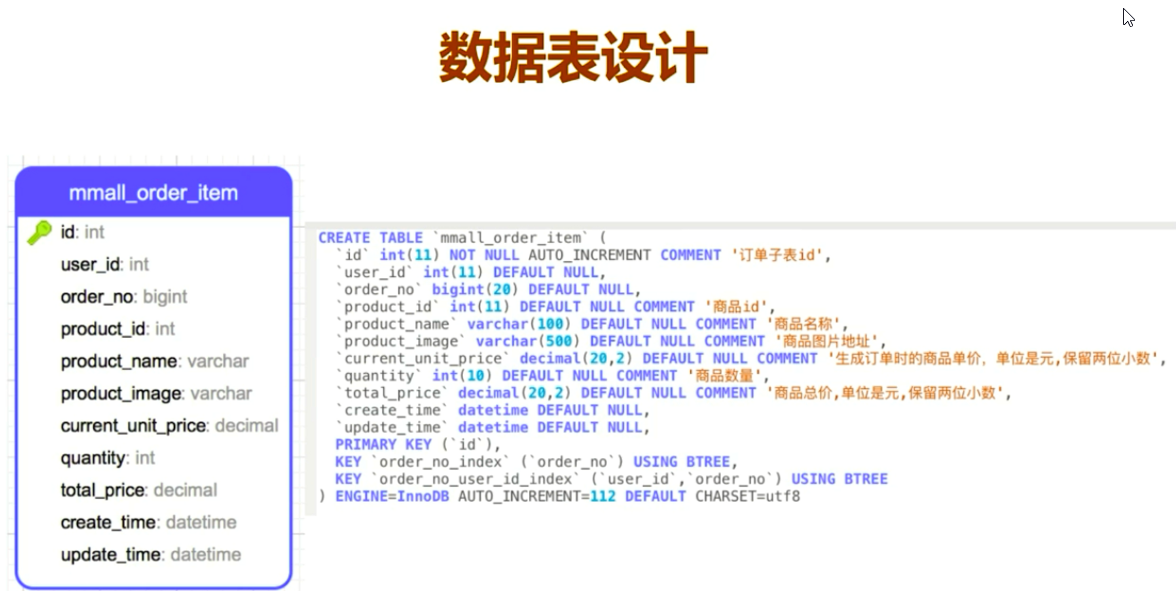 数据表设计
mmall_order_item
id: int
user_id: int
order_no: bigint
product_id: int
product_name: varchar
product_image: varchar
current_unit_price: decimal
quantity: int
total_price: decimal
create_time: datetime
update_time: datetime
CREATE TABLE `mmall_order_item` (
`id` int(11) NOT NULL AUTO_INCREMENT COMMENT '订单子表id',
`user_id` int(11) DEFAULT NULL,
`order_no` bigint(20) DEFAULT NULL,
`product_id` int(11) DEFAULT NULL COMMENT '商品id',
`product_name` varchar(100) DEFAULT NULL COMMENT '商品名称',
`product_image` varchar(500) DEFAULT NULL COMMENT '商品图片地址',
`current_unit_price` decimal(20,2) DEFAULT NULL COMMENT '生成订单时的商品单价，单位是元,保留两位小数',
`quantity` int(10) DEFAULT NULL COMMENT '商品数量',
`total_price` decimal(20,2) DEFAULT NULL COMMENT '商品总价,单位是元,保留两位小数',
`create_time` datetime DEFAULT NULL,
`update_time` datetime DEFAULT NULL,
PRIMARY KEY (`id`),
KEY `order_no_index` (`order_no`) USING BTREE,
KEY `order_no_user_id_index` (`user_id`,`order_no`) USING BTREE
) ENGINE=InnoDB AUTO_INCREMENT=112 DEFAULT CHARSET=utf8